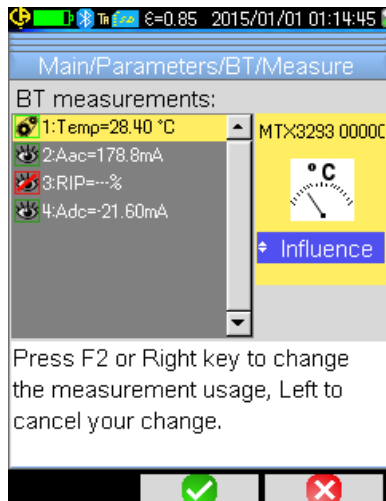 ε=0.85 2015/01/01 01:14:45
Main/Parameters/BT/Measure
BT measurements:
1:Temp=28.40 °C
2:Aac=178.8mA
3:RIP=---%
4:Adc=-21.60mA
MTX3293 0000
°C
Influence
Press F2 or Right key to change
the measurement usage, Left to
cancel your change.